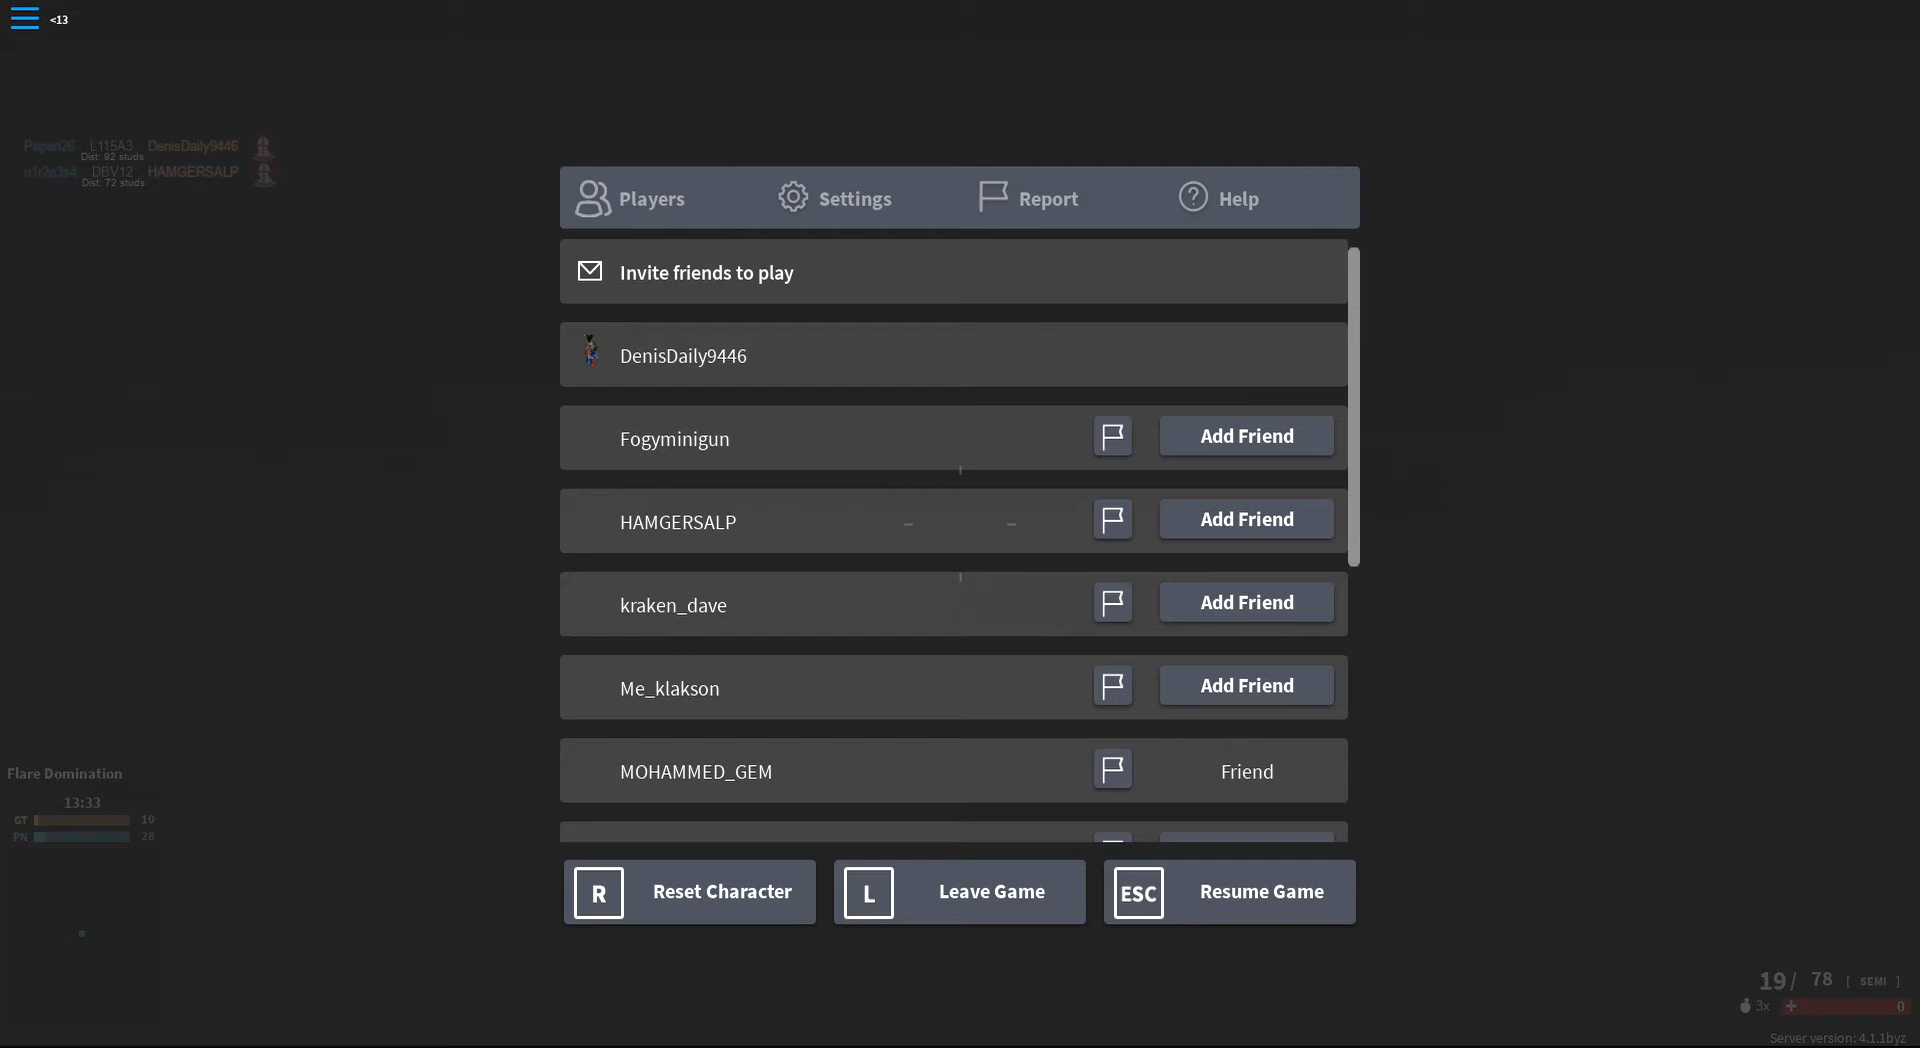 <13
Papan26 L115A3 DenisDaily9446
Dist: 92 studs
DBV12 HAMGERSALP
Dist: 72 studs
Players Settings Report Help
Invite friends to play
DenisDaily9446
Fogyminigun Add Friend
HAMGERSALP Add Friend
kraken_dave Add Friend
Me_klakson Add Friend
MOHAMMED_GEM Friend
Flare Domination
13:33
GT 10
PN 28
R Reset Character L Leave Game ESC Resume Game
19/ 78 [ SEMI ]
3x 0
Server version: 4.1.1byz